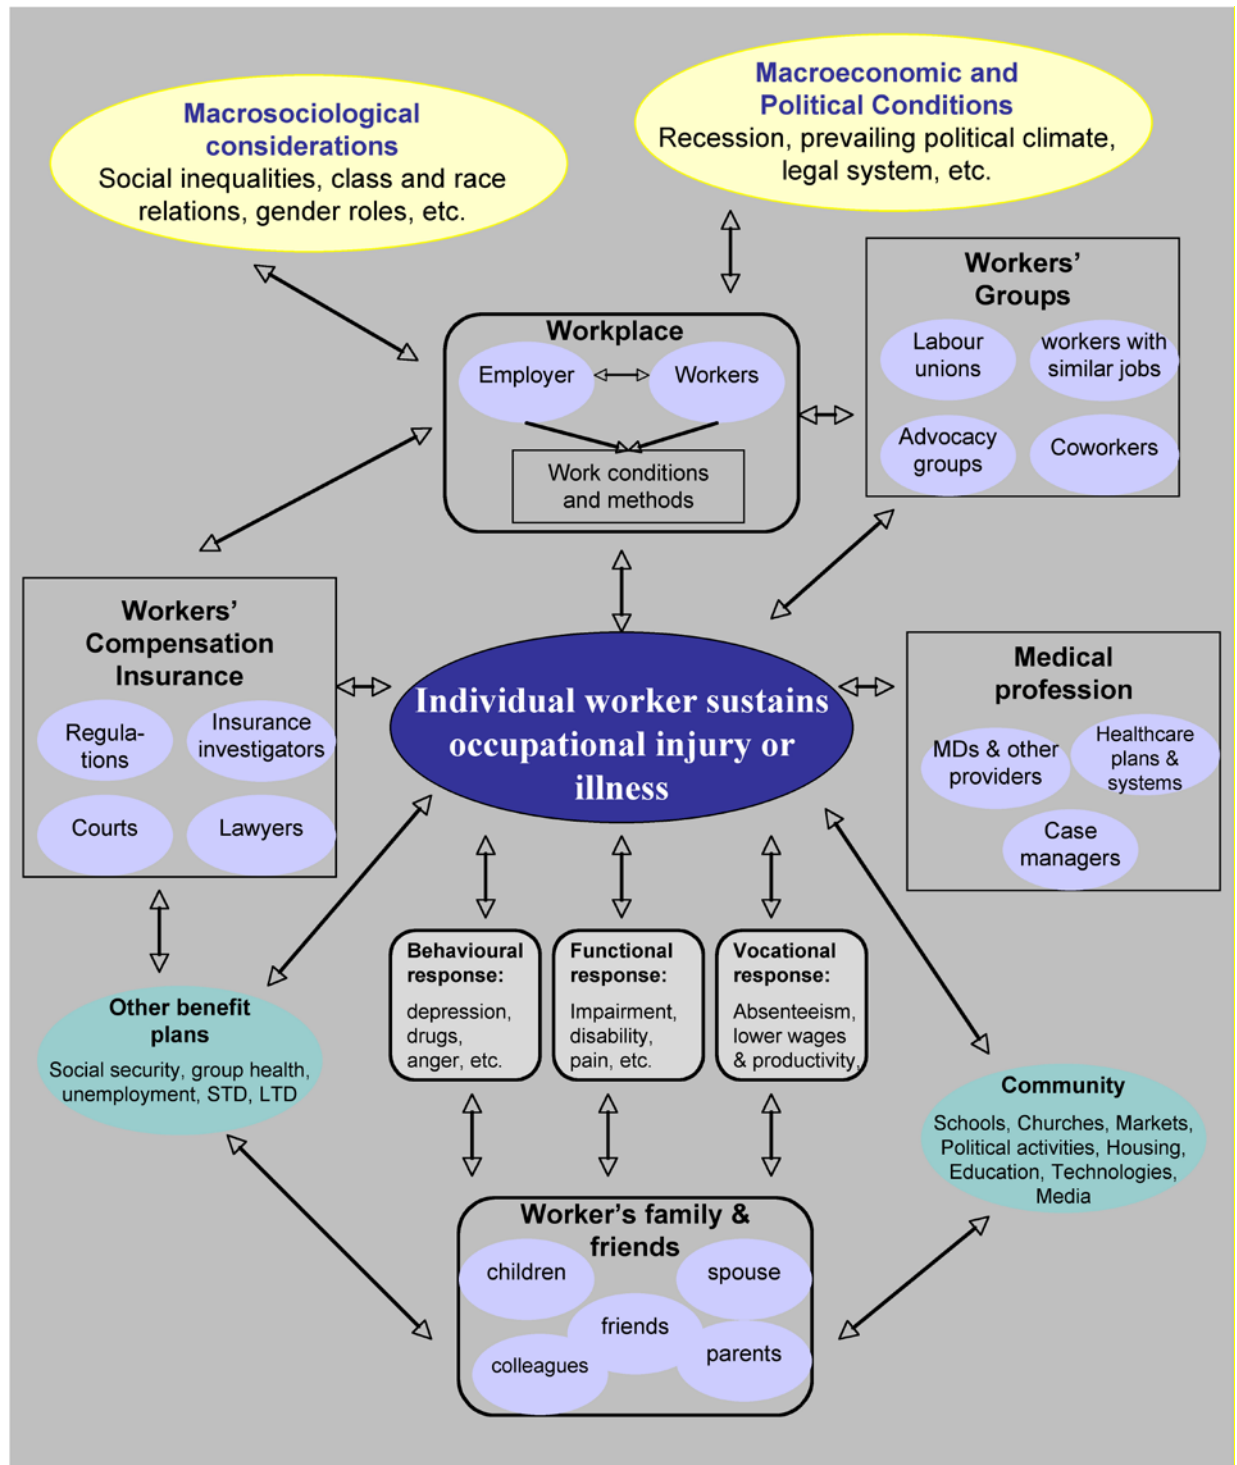 Macrosociological
considerations
Social inequalities, class and race
relations, gender roles, etc.
Macroeconomic and
Political Conditions
Recession, prevailing political climate,
legal system, etc.
Workplace
Employer
Workers
Work conditions
and methods
Workers’
Groups
Labour
unions
workers with
similar jobs
Advocacy
groups
Coworkers
Workers’
Compensation
Insurance
Regula-
tions
Insurance
investigators
Courts
Lawyers
Individual worker sustains
occupational injury or
illness
Medical
profession
MDs & other
providers
Healthcare
plans &
systems
Case
managers
Behavioural
response:
depression,
drugs,
anger, etc.
Functional
response:
Impairment,
disability,
pain, etc.
Vocational
response:
Absenteeism,
lower wages
& productivity,
Other benefit
plans
Social security, group health,
unemployment, STD, LTD
Community
Schools, Churches, Markets,
Political activities, Housing,
Education, Technologies,
Media
Worker’s family &
friends
children
spouse
friends
colleagues
parents